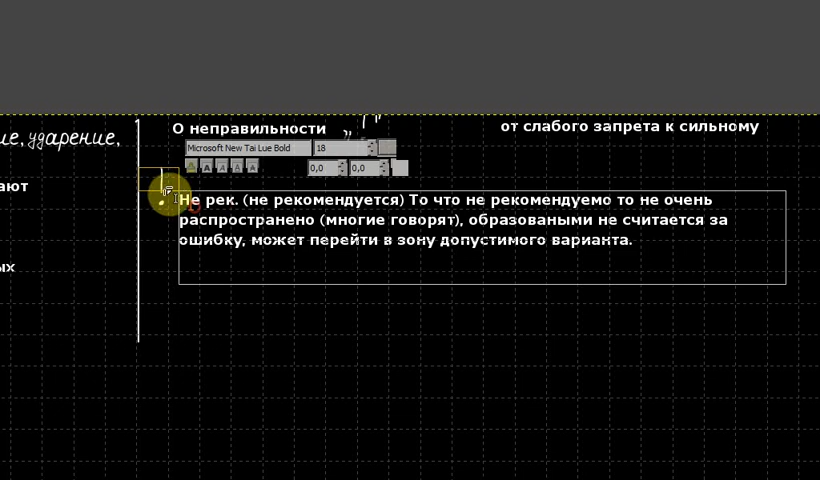 ие, ударение,
О неправильности
от слабого запрета к сильному
Microsoft New Tai Lue Bold
18
0,0
0,0
ают
Не рек. (не рекомендуется) То что не рекомендуемо то не очень
распространено (многие говорят), образоваными не считается за
ошибку, может перейти в зону допустимого варианта.
ых